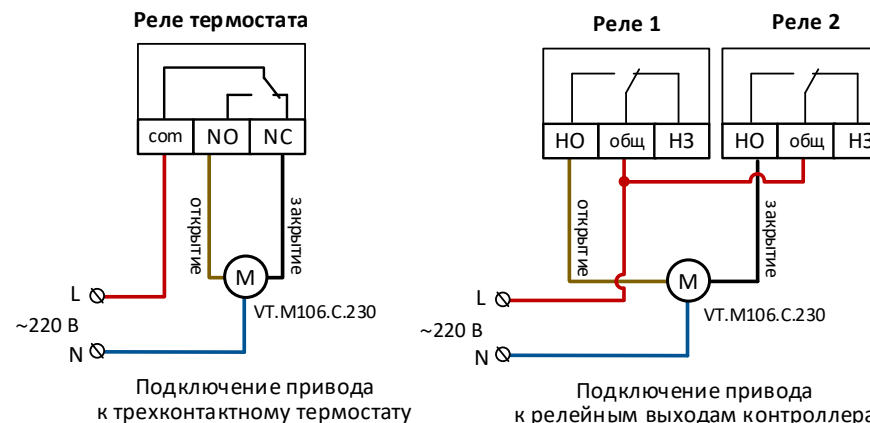 Реле термостата
com NO NC
открытие
закрытие
M
L
VT.M106.C.230
~220 В
N
Подключение привода
к трехконтактному термостату
Реле 1
Реле 2
НО общ НЗ
НО общ НЗ
открытие
закрытие
M
L
VT.M106.C.230
~220 В
N
Подключение привода
к релейным выходам контроллера